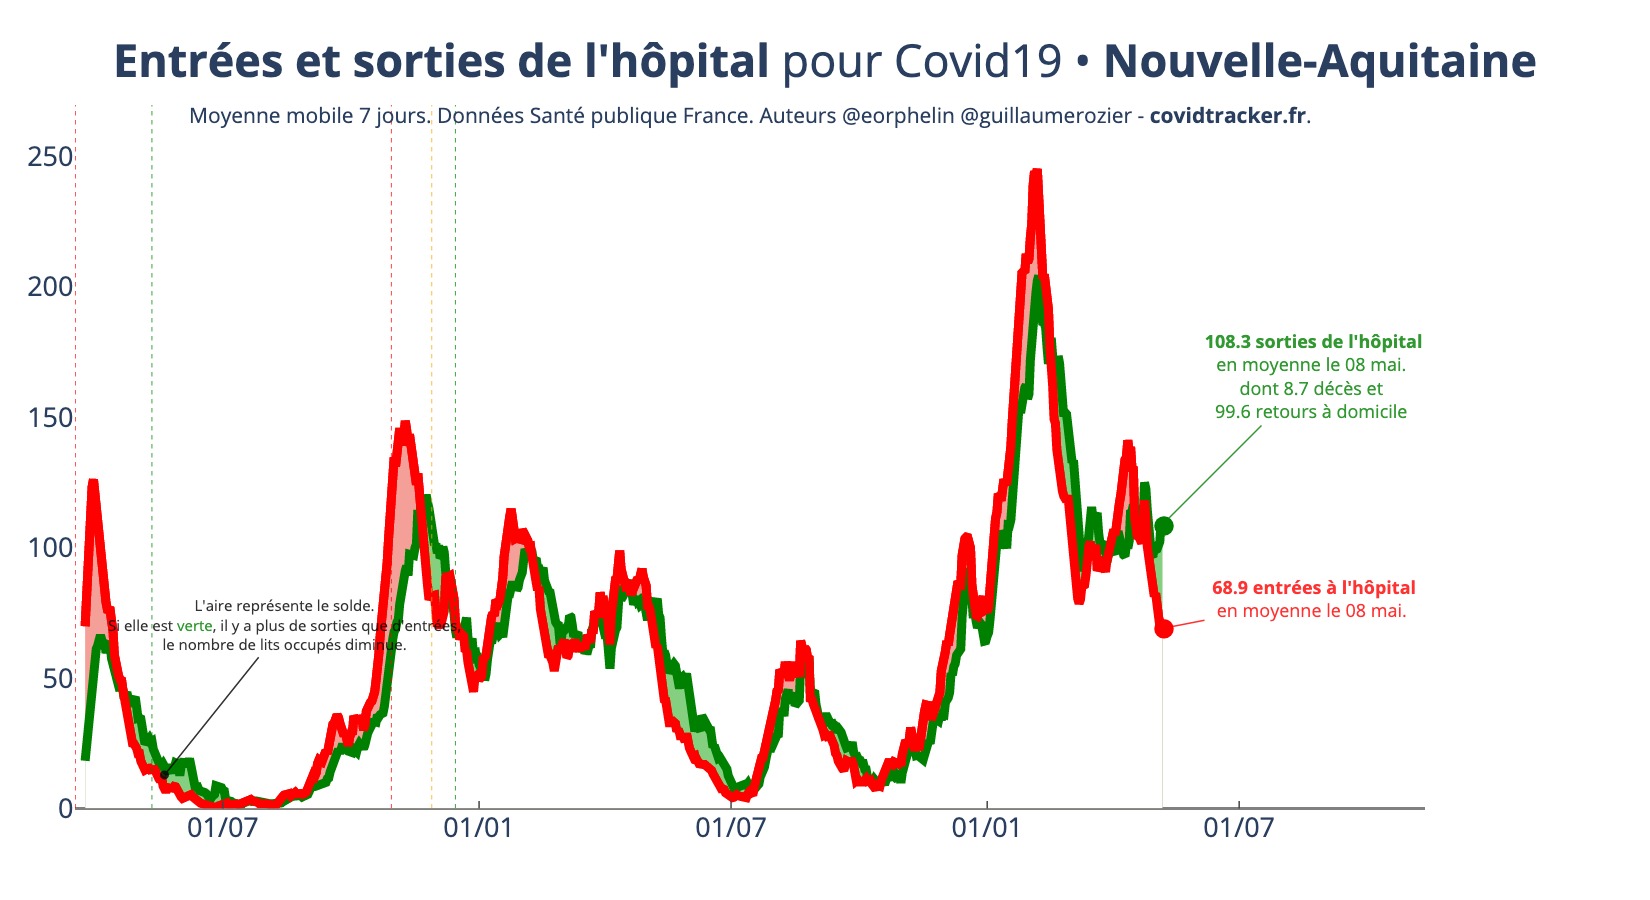 Entrées et sorties de l'hôpital pour Covid19 • Nouvelle-Aquitaine
Moyenne mobile 7 jours. Données Santé publique France. Auteurs @eorphelin @guillaumerozier - covidtracker.fr.
250
200
150
100
50
0
108.3 sorties de l'hôpital
en moyenne le 08 mai.
dont 8.7 décès et
99.6 retours à domicile
68.9 entrées à l'hôpital
en moyenne le 08 mai.
L'aire représente le solde.
Si elle est verte, il y a plus de sorties que d'entrées,
le nombre de lits occupés diminue.
01/07
01/01
01/07
01/01
01/07